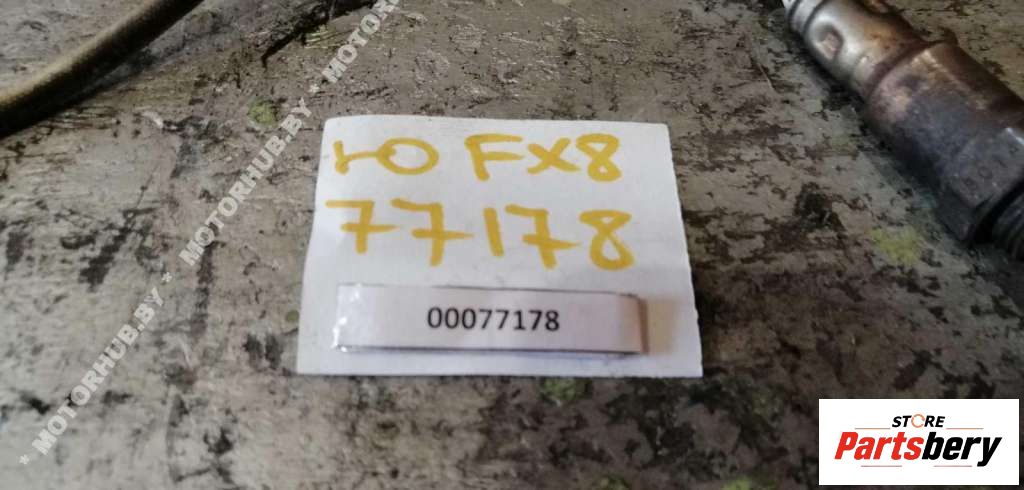 ю FX8
77178
00077178
* MOTORHUB.BY * MOTORHUB.BY * MOTOR
STORE
Partsbery